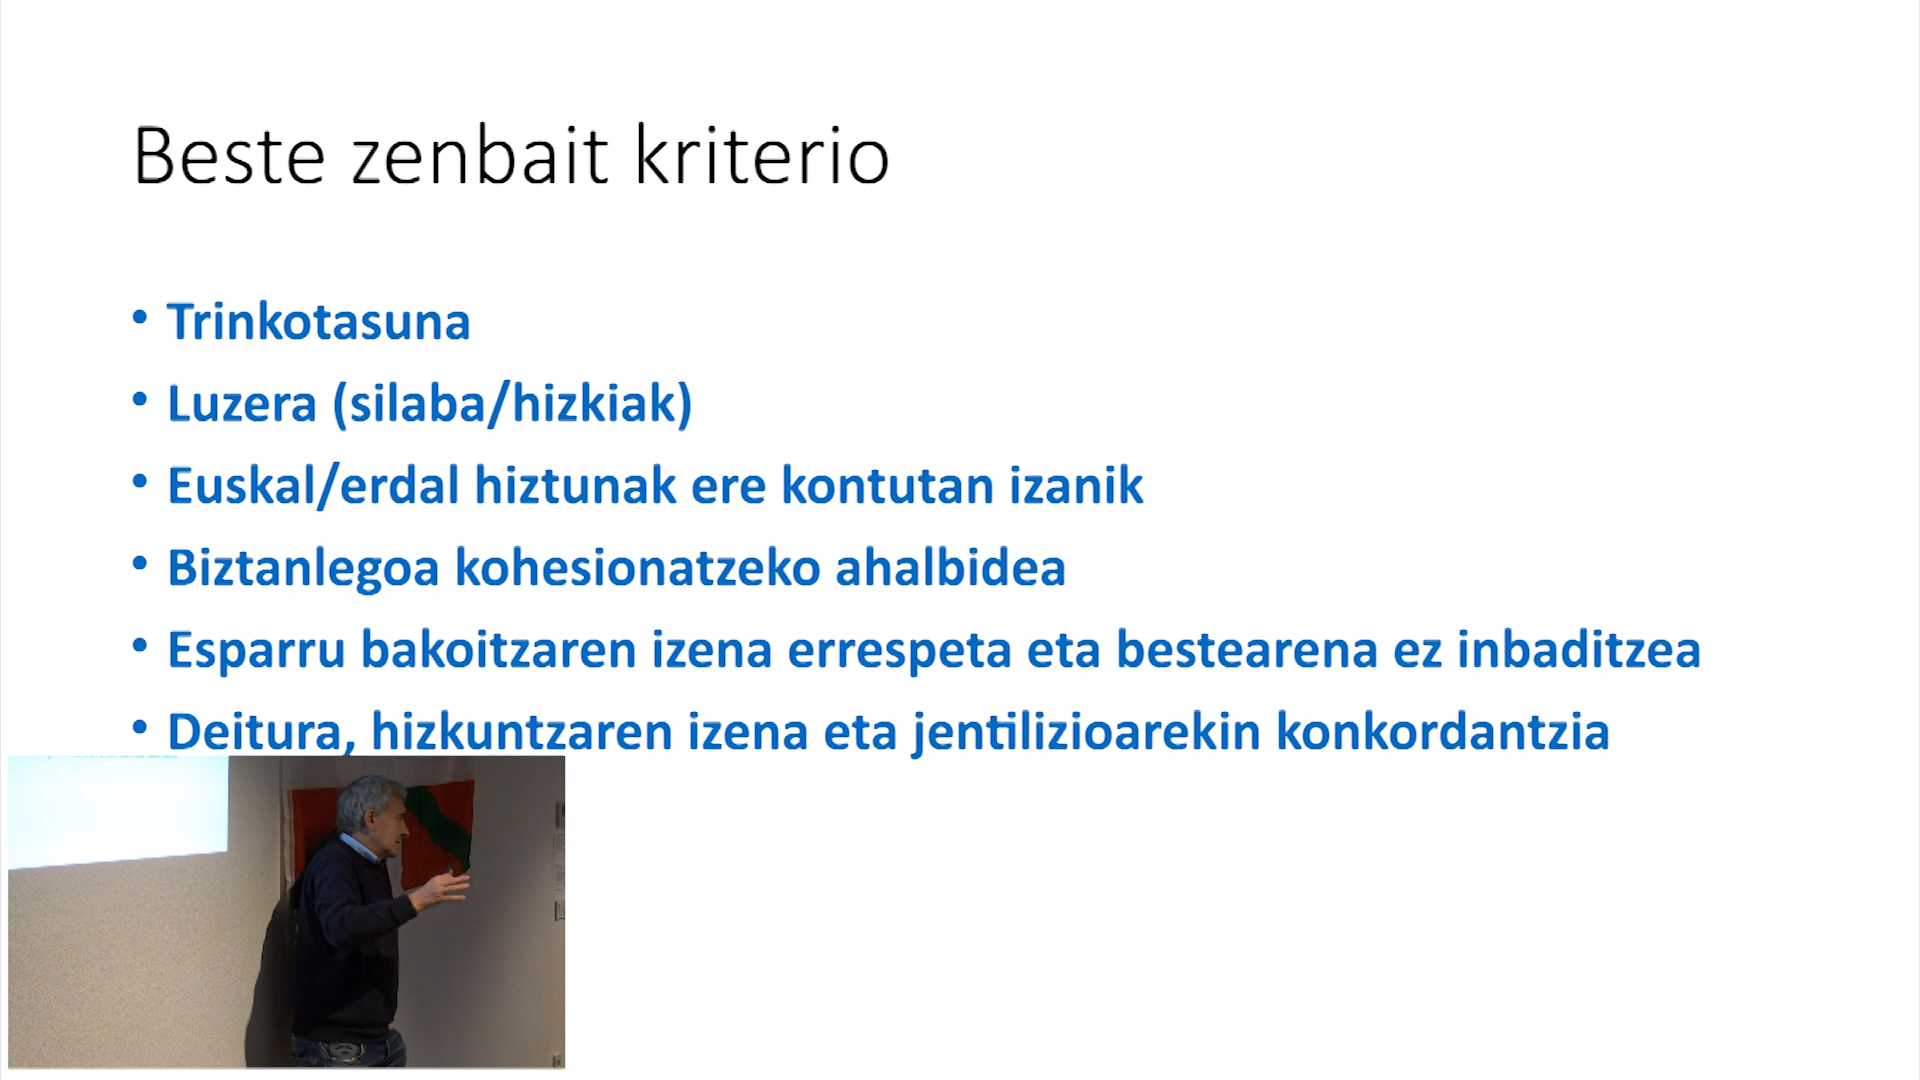 Beste zenbait kriterio
• Trinkotasuna
• Luzera (silaba/hizkiak)
• Euskal/erdal hiztunak ere kontutan izanik
• Biztanlegoa kohesionatzeko ahalbidea
• Esparru bakoitzaren izena errespeta eta bestearena ez inbaditzea
• Deitura, hizkuntzaren izena eta jentilizioarekin konkordantzia